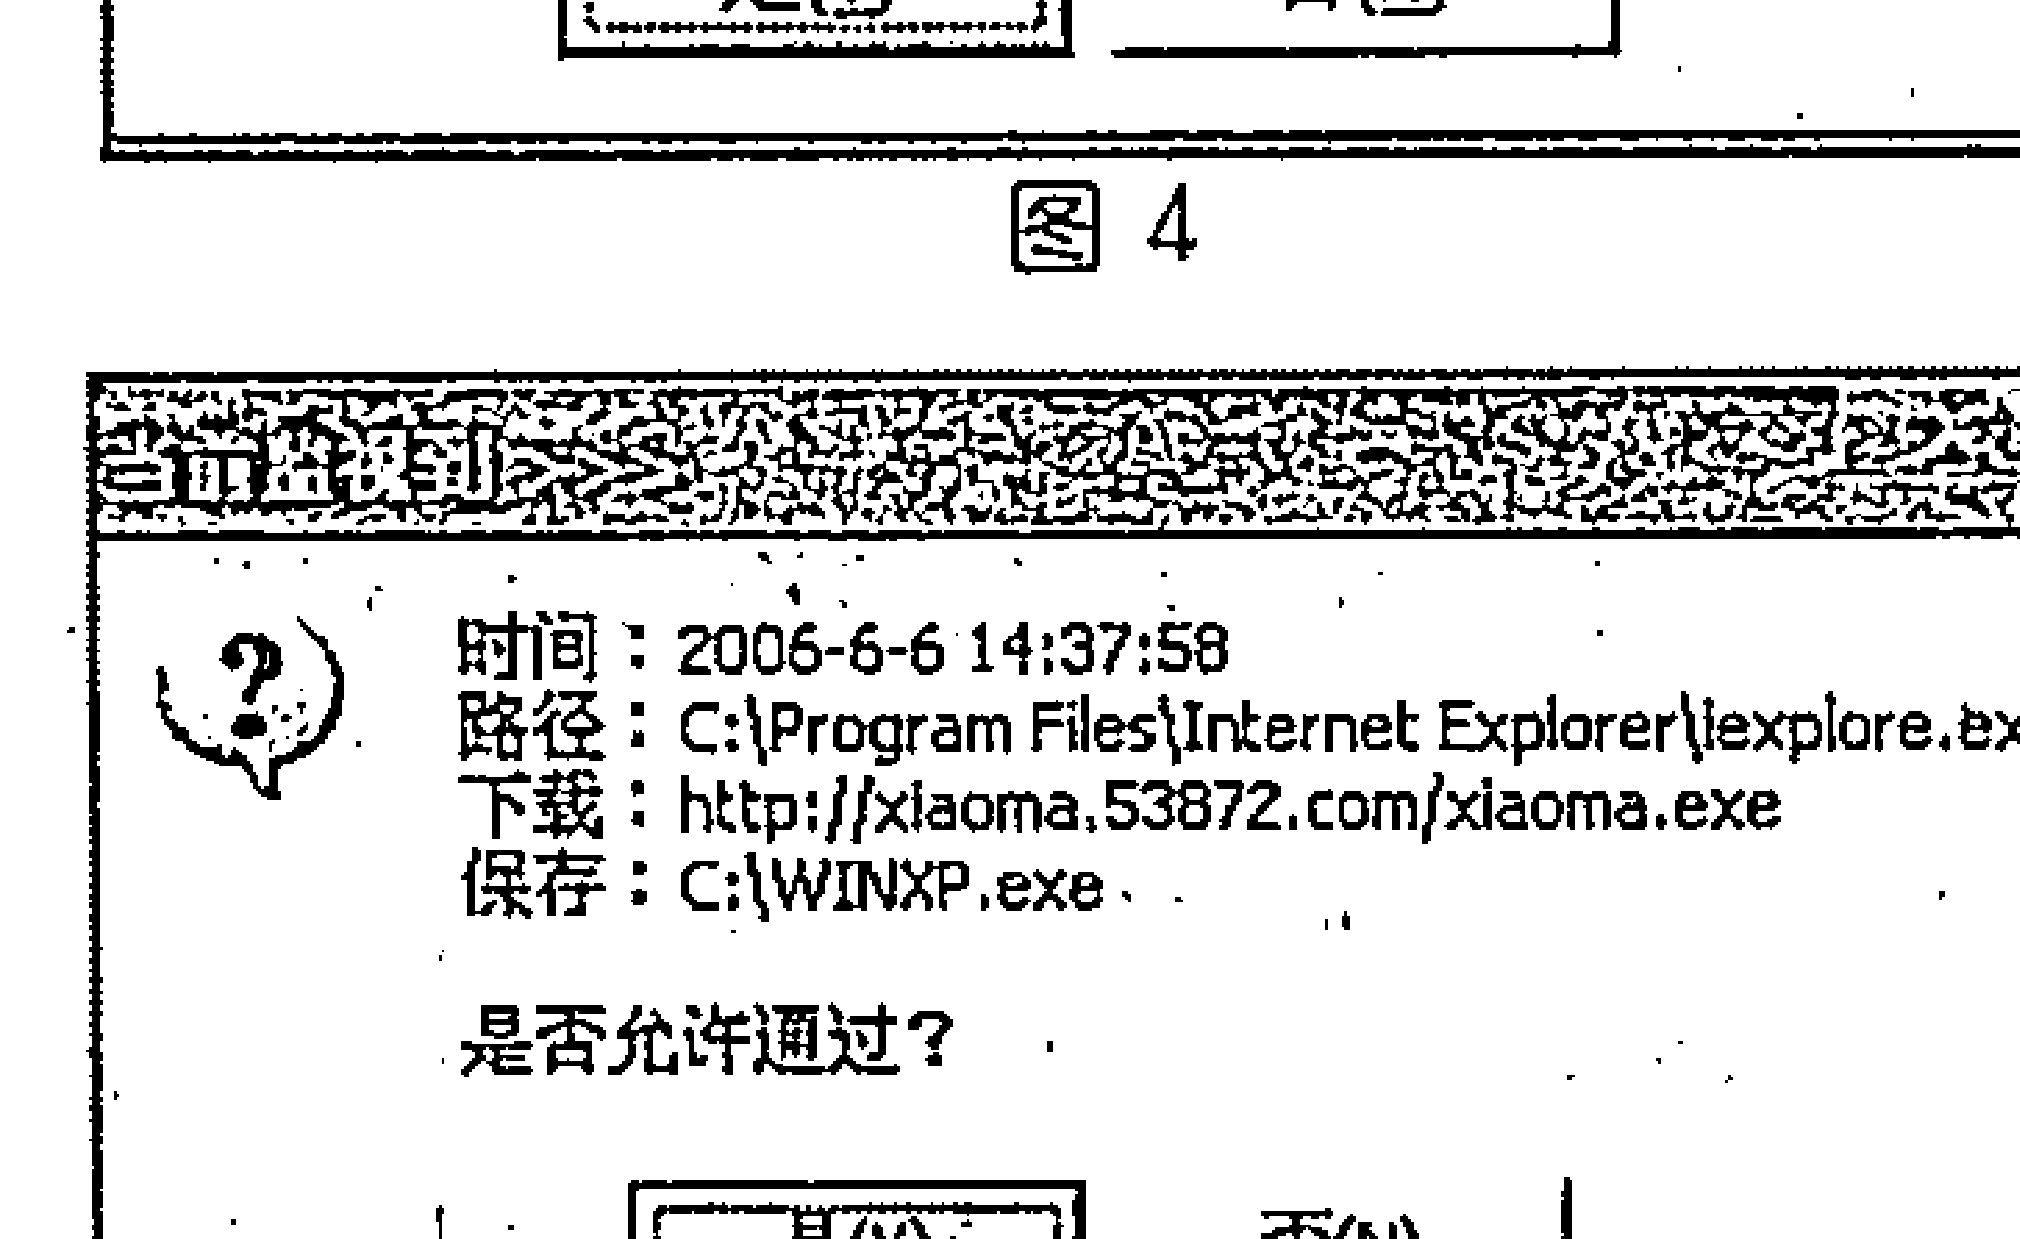 图 4
时间：2006-6-6 14:37:58
路径：C:\Program Files\Internet Explorer\Iexplore.ex
下载：http://xiaoma.53872.com/xiaoma.exe
保存：C:\WINXP.exe
是否允许通过？